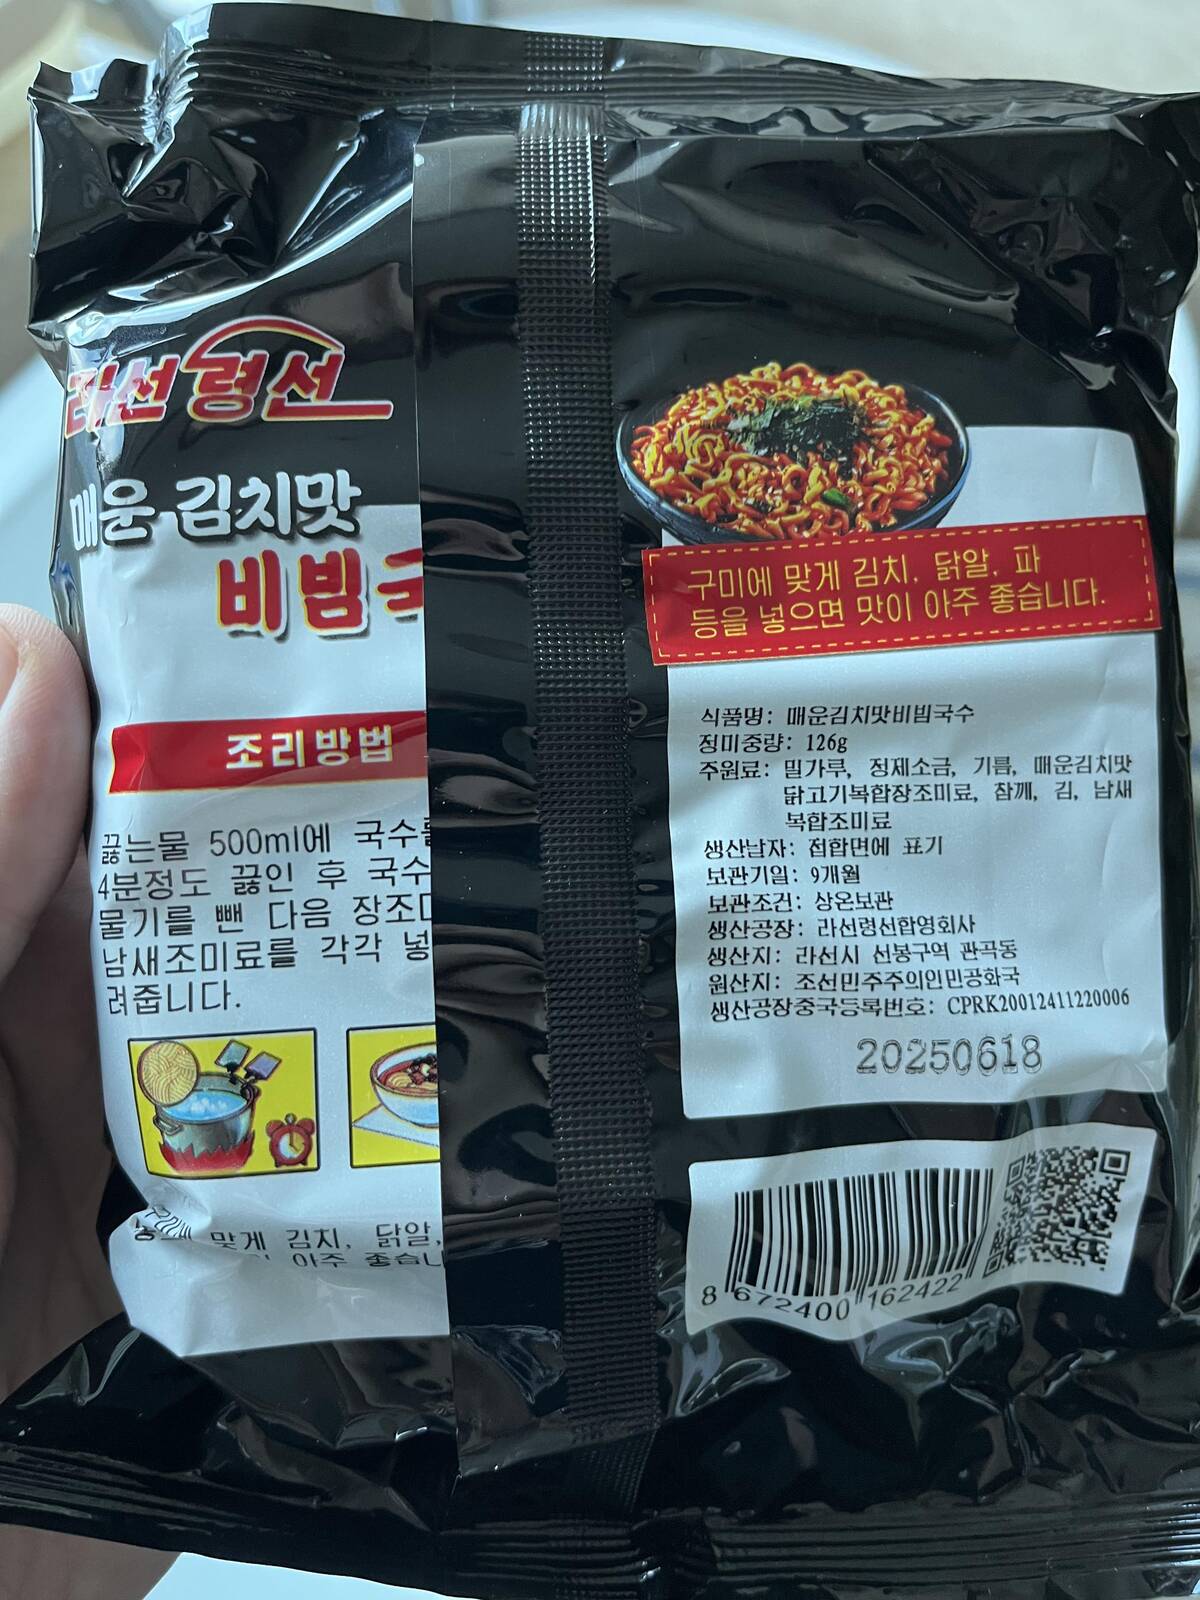 라선령선
매운 김치맛
비빔국
조리방법
끓는물 500ml에 국수를
4분정도 끓인 후 국수
물기를 뺀 다음 장조미
남새조미료를 각각 넣
려줍니다.
맞게 김치, 닭알,
아주 좋습니
구미에 맞게 김치, 닭알, 파
등을 넣으면 맛이 아주 좋습니다.
식품명: 매운김치맛비빔국수
정미중량: 126g
주원료: 밀가루, 정제소금, 기름, 매운김치맛
닭고기복합장조미료, 참깨, 김, 남새
복합조미료
생산날자: 접합면에 표기
보관기일: 9개월
보관조건: 상온보관
생산공장: 라선령선합영회사
생산지: 라선시 선봉구역 관곡동
원산지: 조선민주주의인민공화국
생산공장중국등록번호: CPRK20012411220006
20250618
8 672400 162422